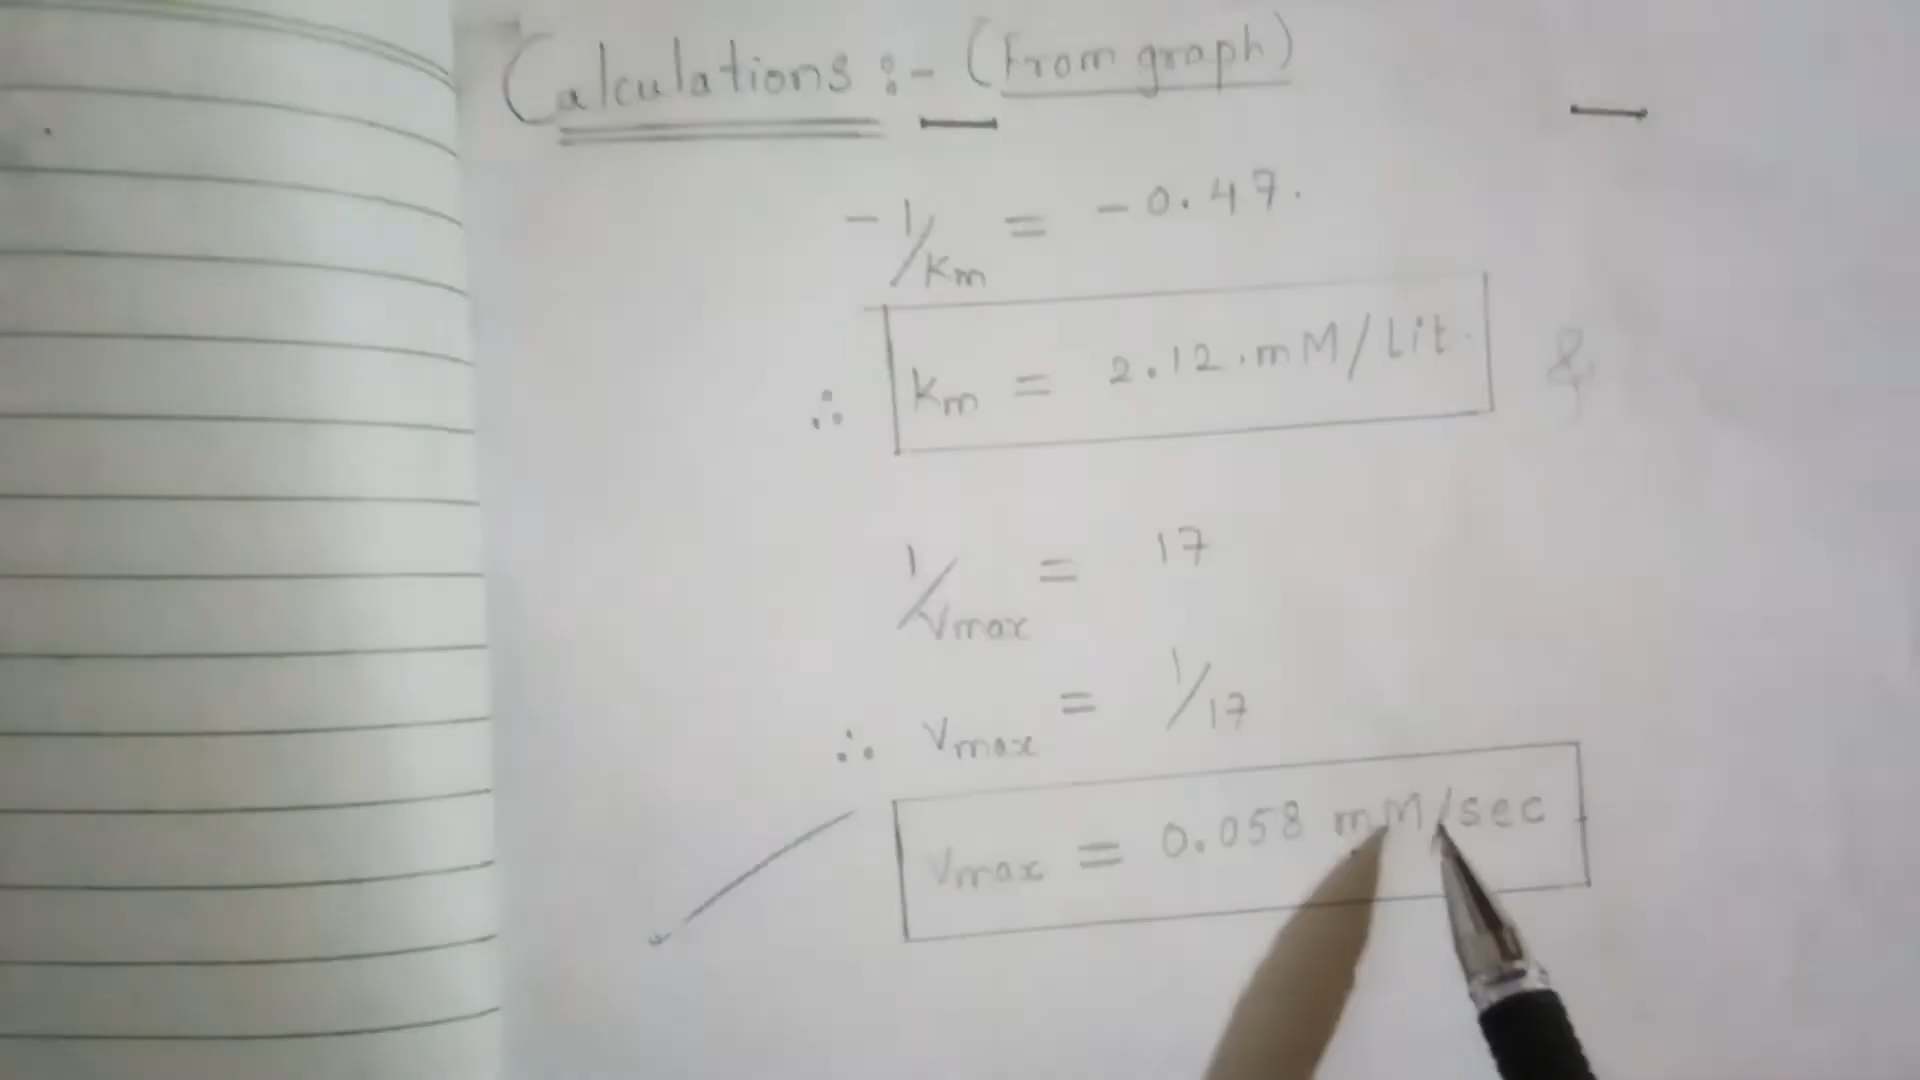 Calculations :- (From graph)
-1/Km = -0.47.
∴ Km = 2.12.mM/Lit. &
1/Vmax = 17
∴ Vmax = 1/17
Vmax = 0.058 mM/sec